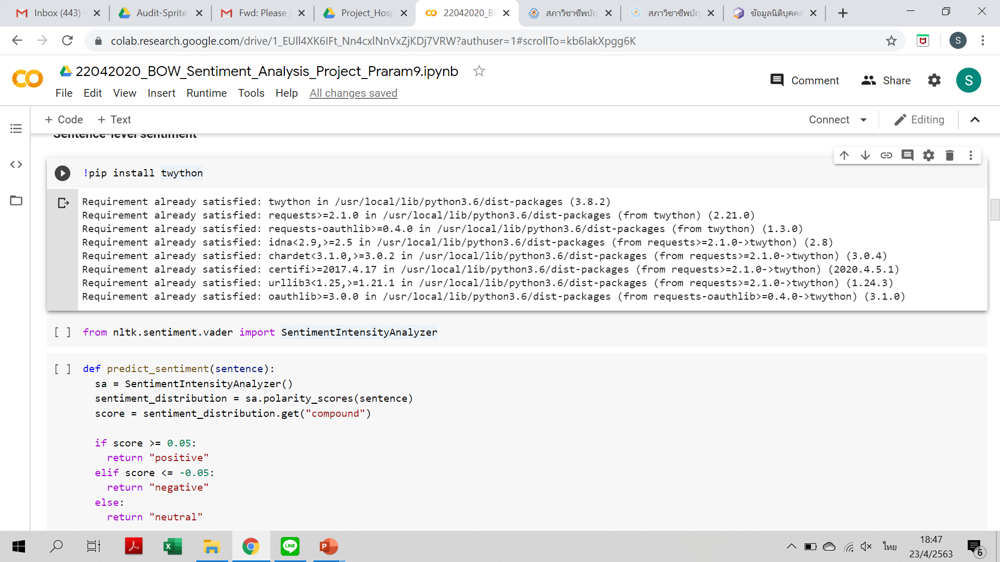 Inbox (443) -
Audit-Sprite
Fwd: Please j
Project_Hosp
22042020_BO
สภาวิชาชีพบัญ
สภาวิชาชีพบัญ
ข้อมูลนิติบุคคล
colab.research.google.com/drive/1_EUll4XK6IFt_Nn4cxlNnVxZjKDj7VRW?authuser=1#scrollTo=kb6lakXpgg6K
S
22042020_BOW_Sentiment_Analysis_Project_Praram9.ipynb
Comment
Share
S
File Edit View Insert Runtime Tools Help All changes saved
+ Code + Text
Connect
Editing
Sentence-level sentiment
!pip install twython
Requirement already satisfied: twython in /usr/local/lib/python3.6/dist-packages (3.8.2)
Requirement already satisfied: requests>=2.1.0 in /usr/local/lib/python3.6/dist-packages (from twython) (2.21.0)
Requirement already satisfied: requests-oauthlib>=0.4.0 in /usr/local/lib/python3.6/dist-packages (from twython) (1.3.0)
Requirement already satisfied: idna<2.9,>=2.5 in /usr/local/lib/python3.6/dist-packages (from requests>=2.1.0->twython) (2.8)
Requirement already satisfied: chardet<3.1.0,>=3.0.2 in /usr/local/lib/python3.6/dist-packages (from requests>=2.1.0->twython) (3.0.4)
Requirement already satisfied: certifi>=2017.4.17 in /usr/local/lib/python3.6/dist-packages (from requests>=2.1.0->twython) (2020.4.5.1)
Requirement already satisfied: urllib3<1.25,>=1.21.1 in /usr/local/lib/python3.6/dist-packages (from requests>=2.1.0->twython) (1.24.3)
Requirement already satisfied: oauthlib>=3.0.0 in /usr/local/lib/python3.6/dist-packages (from requests-oauthlib>=0.4.0->twython) (3.1.0)
[ ] from nltk.sentiment.vader import SentimentIntensityAnalyzer
[ ] def predict_sentiment(sentence):
sa = SentimentIntensityAnalyzer()
sentiment_distribution = sa.polarity_scores(sentence)
score = sentiment_distribution.get("compound")
if score >= 0.05:
return "positive"
elif score <= -0.05:
return "negative"
else:
return "neutral"
LINE
ไทย
18:47
23/4/2563
6